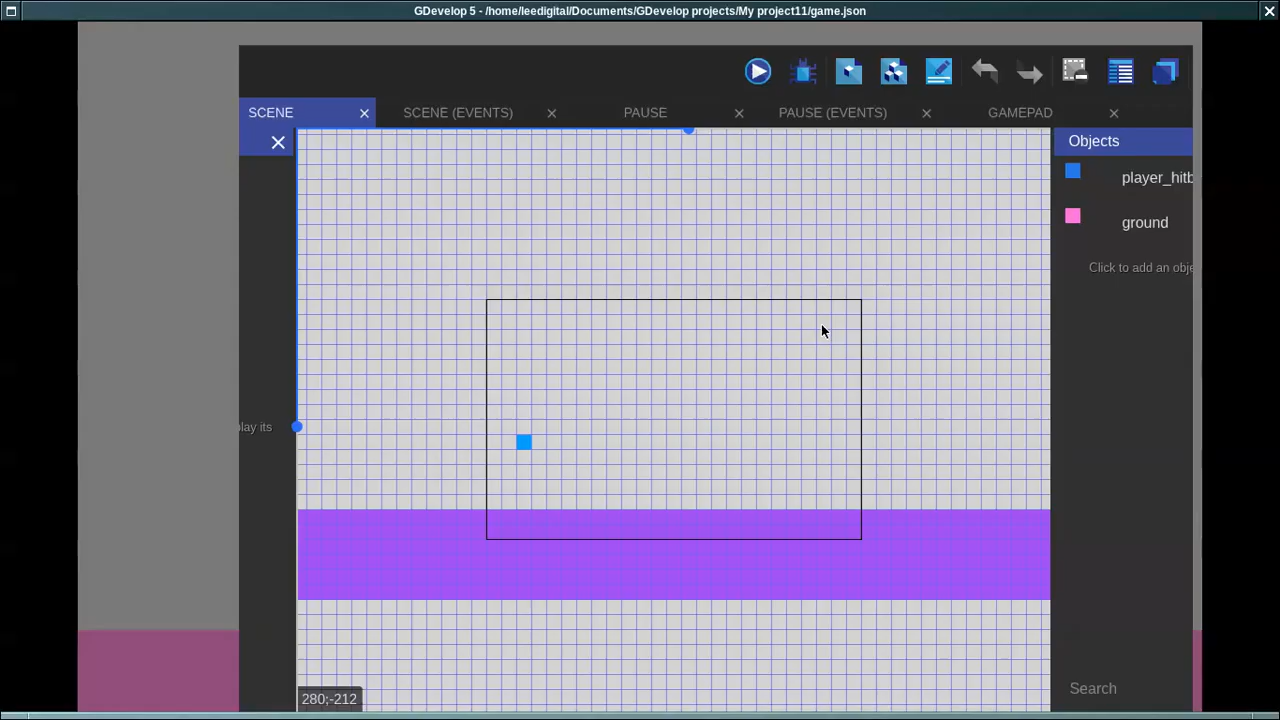 GDevelop 5 - /home/leedigital/Documents/GDevelop projects/My project11/game.json
SCENE
SCENE (EVENTS)
PAUSE
PAUSE (EVENTS)
GAMEPAD
Objects
player_hitb
ground
Click to add an obje
play its
280;-212
Search